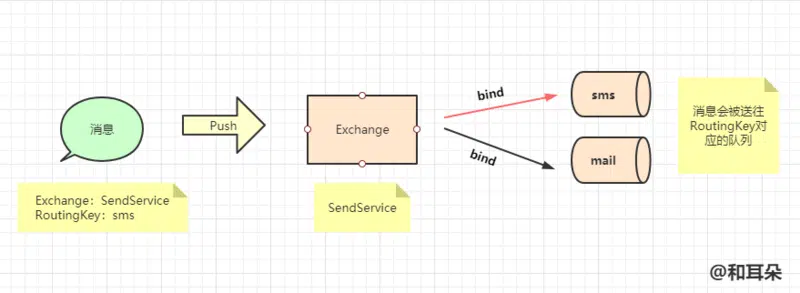 消息
Push
Exchange
bind
bind
sms
mail
消息会被送往
RoutingKey对
应的队列
Exchange：SendService
RoutingKey：sms
SendService
@和耳朵